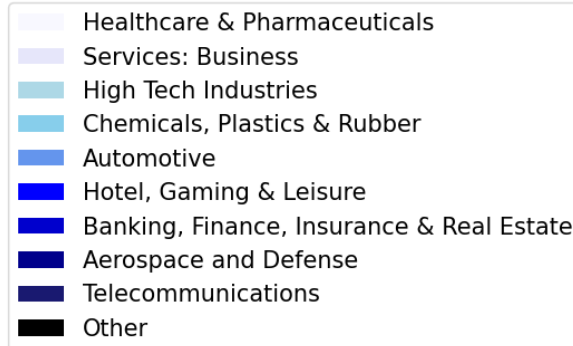 Healthcare & Pharmaceuticals
Services: Business
High Tech Industries
Chemicals, Plastics & Rubber
Automotive
Hotel, Gaming & Leisure
Banking, Finance, Insurance & Real Estate
Aerospace and Defense
Telecommunications
Other